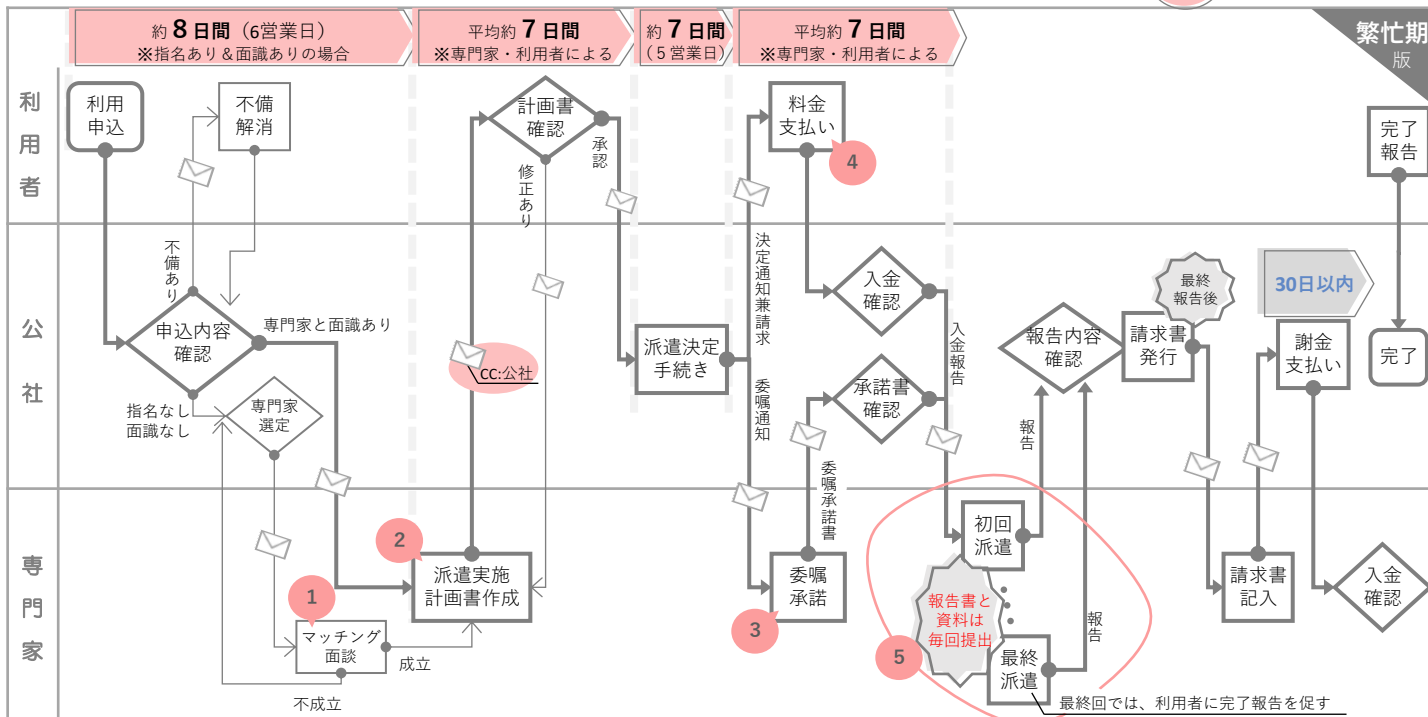 約 8 日間（6営業日）
※指名あり＆面識ありの場合
平均約 7 日間
※専門家・利用者による
約 7 日間
（５営業日）
平均約 7 日間
※専門家・利用者による
繁忙期
版
利用者
利用
申込
不備
解消
計画書
確認
承認
修正あり
料金
支払い
4
完了
報告
公社
不備あり
申込内容
確認
専門家と面識あり
指名なし
面識なし
専門家
選定
CC:公社
派遣決定
手続き
決定通知兼請求
委嘱通知
入金
確認
承諾書
確認
入金報告
報告内容
確認
最終
報告後
請求書
発行
30日以内
謝金
支払い
完了
専門家
1
マッチング
面談
成立
不成立
2
派遣実施
計画書作成
委嘱承諾書
委嘱
承諾
3
初回
派遣
報告
報告書と
資料は
毎回提出
5
最終
派遣
報告
最終回では、利用者に完了報告を促す
請求書
記入
入金
確認